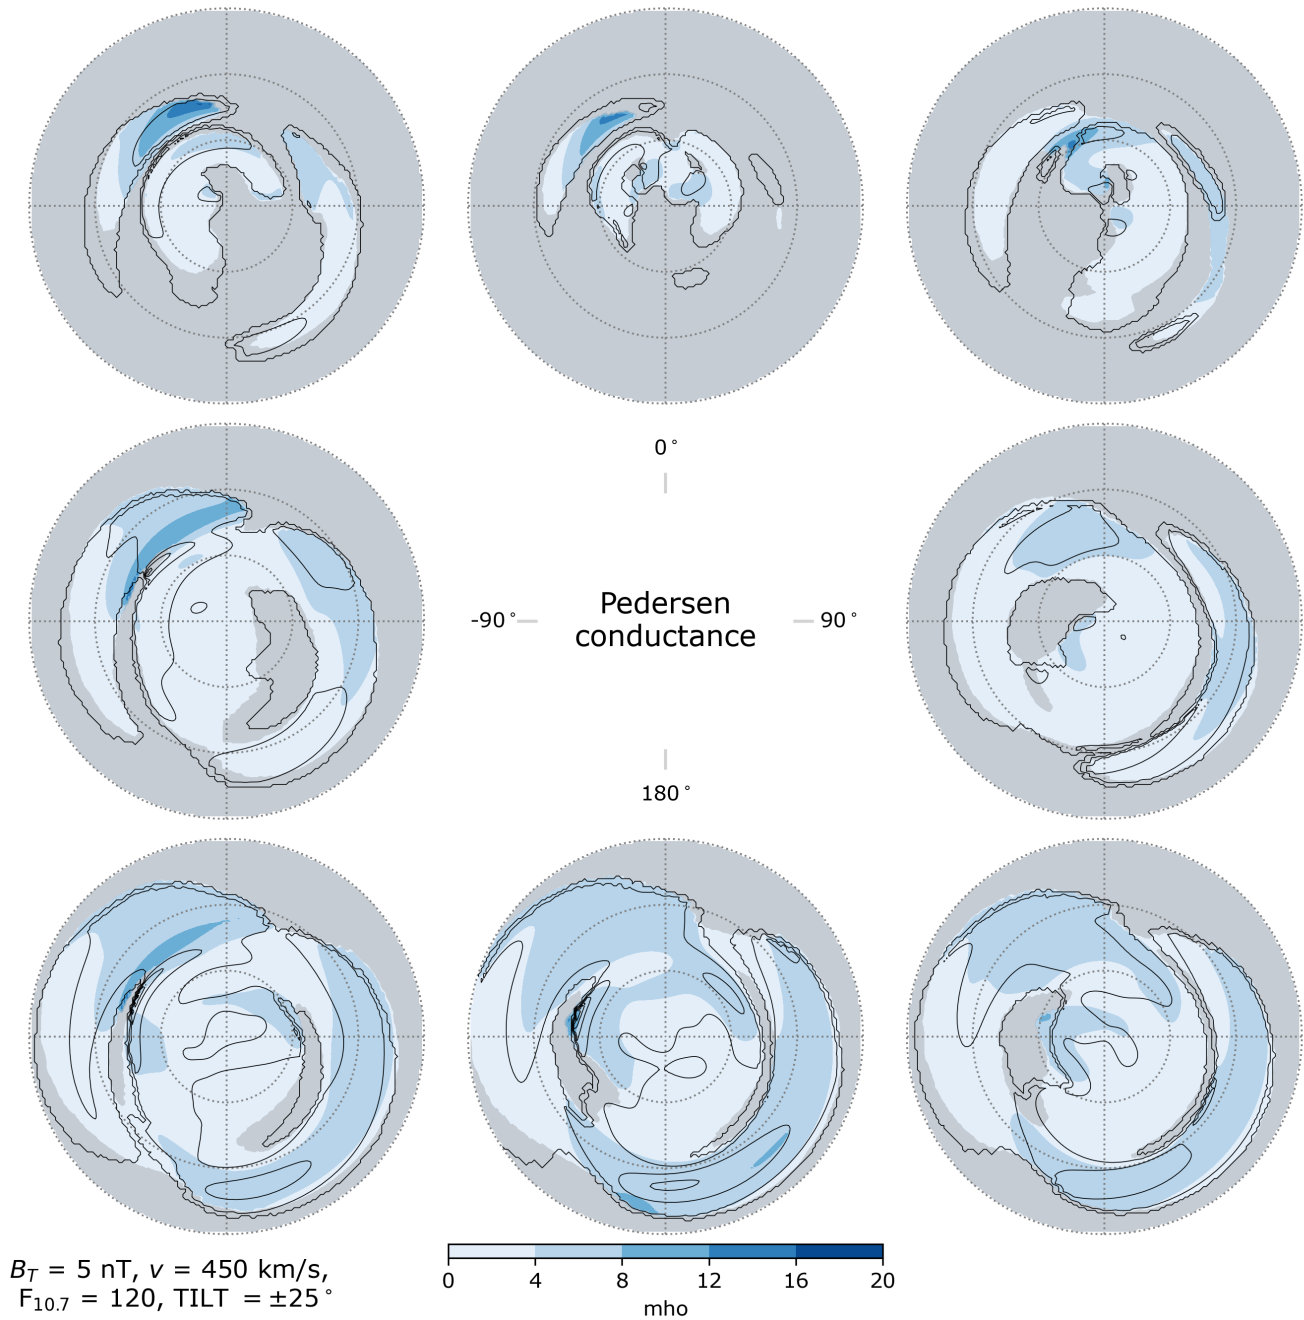 0°
-90°
Pedersen
conductance
90°
180°
B_T = 5 nT, v = 450 km/s,
F_10.7 = 120, TILT = ±25°
0 4 8 12 16 20
mho